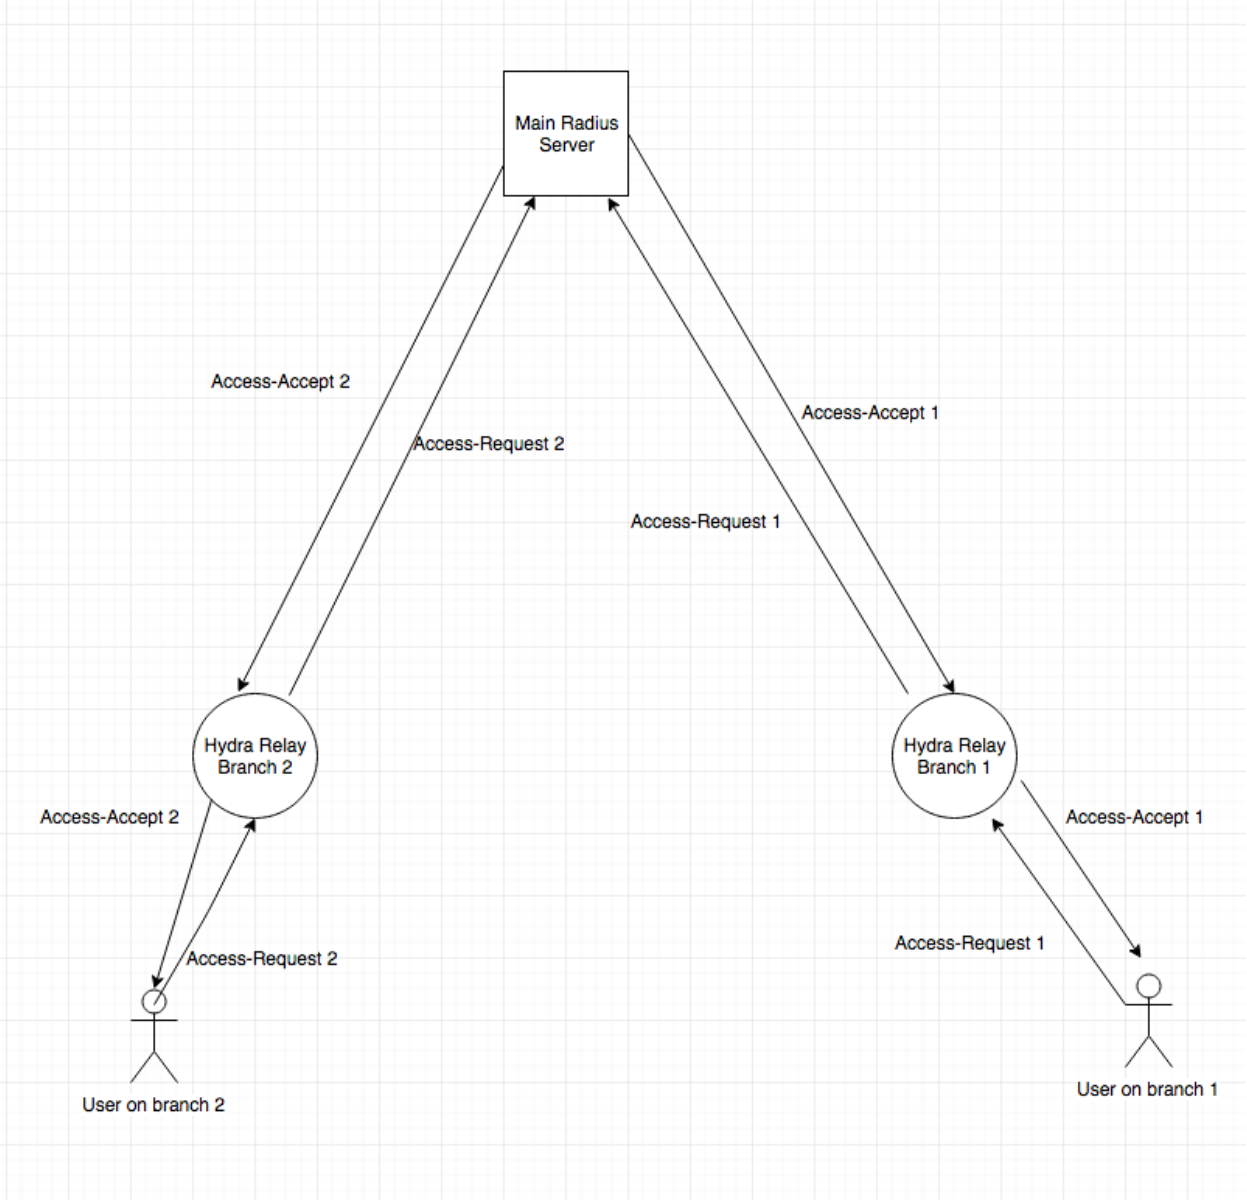 Main Radius
Server
Access-Accept 2
Access-Accept 1
Access-Request 2
Access-Request 1
Hydra Relay
Branch 2
Hydra Relay
Branch 1
Access-Accept 2
Access-Accept 1
Access-Request 1
Access-Request 2
User on branch 1
User on branch 2